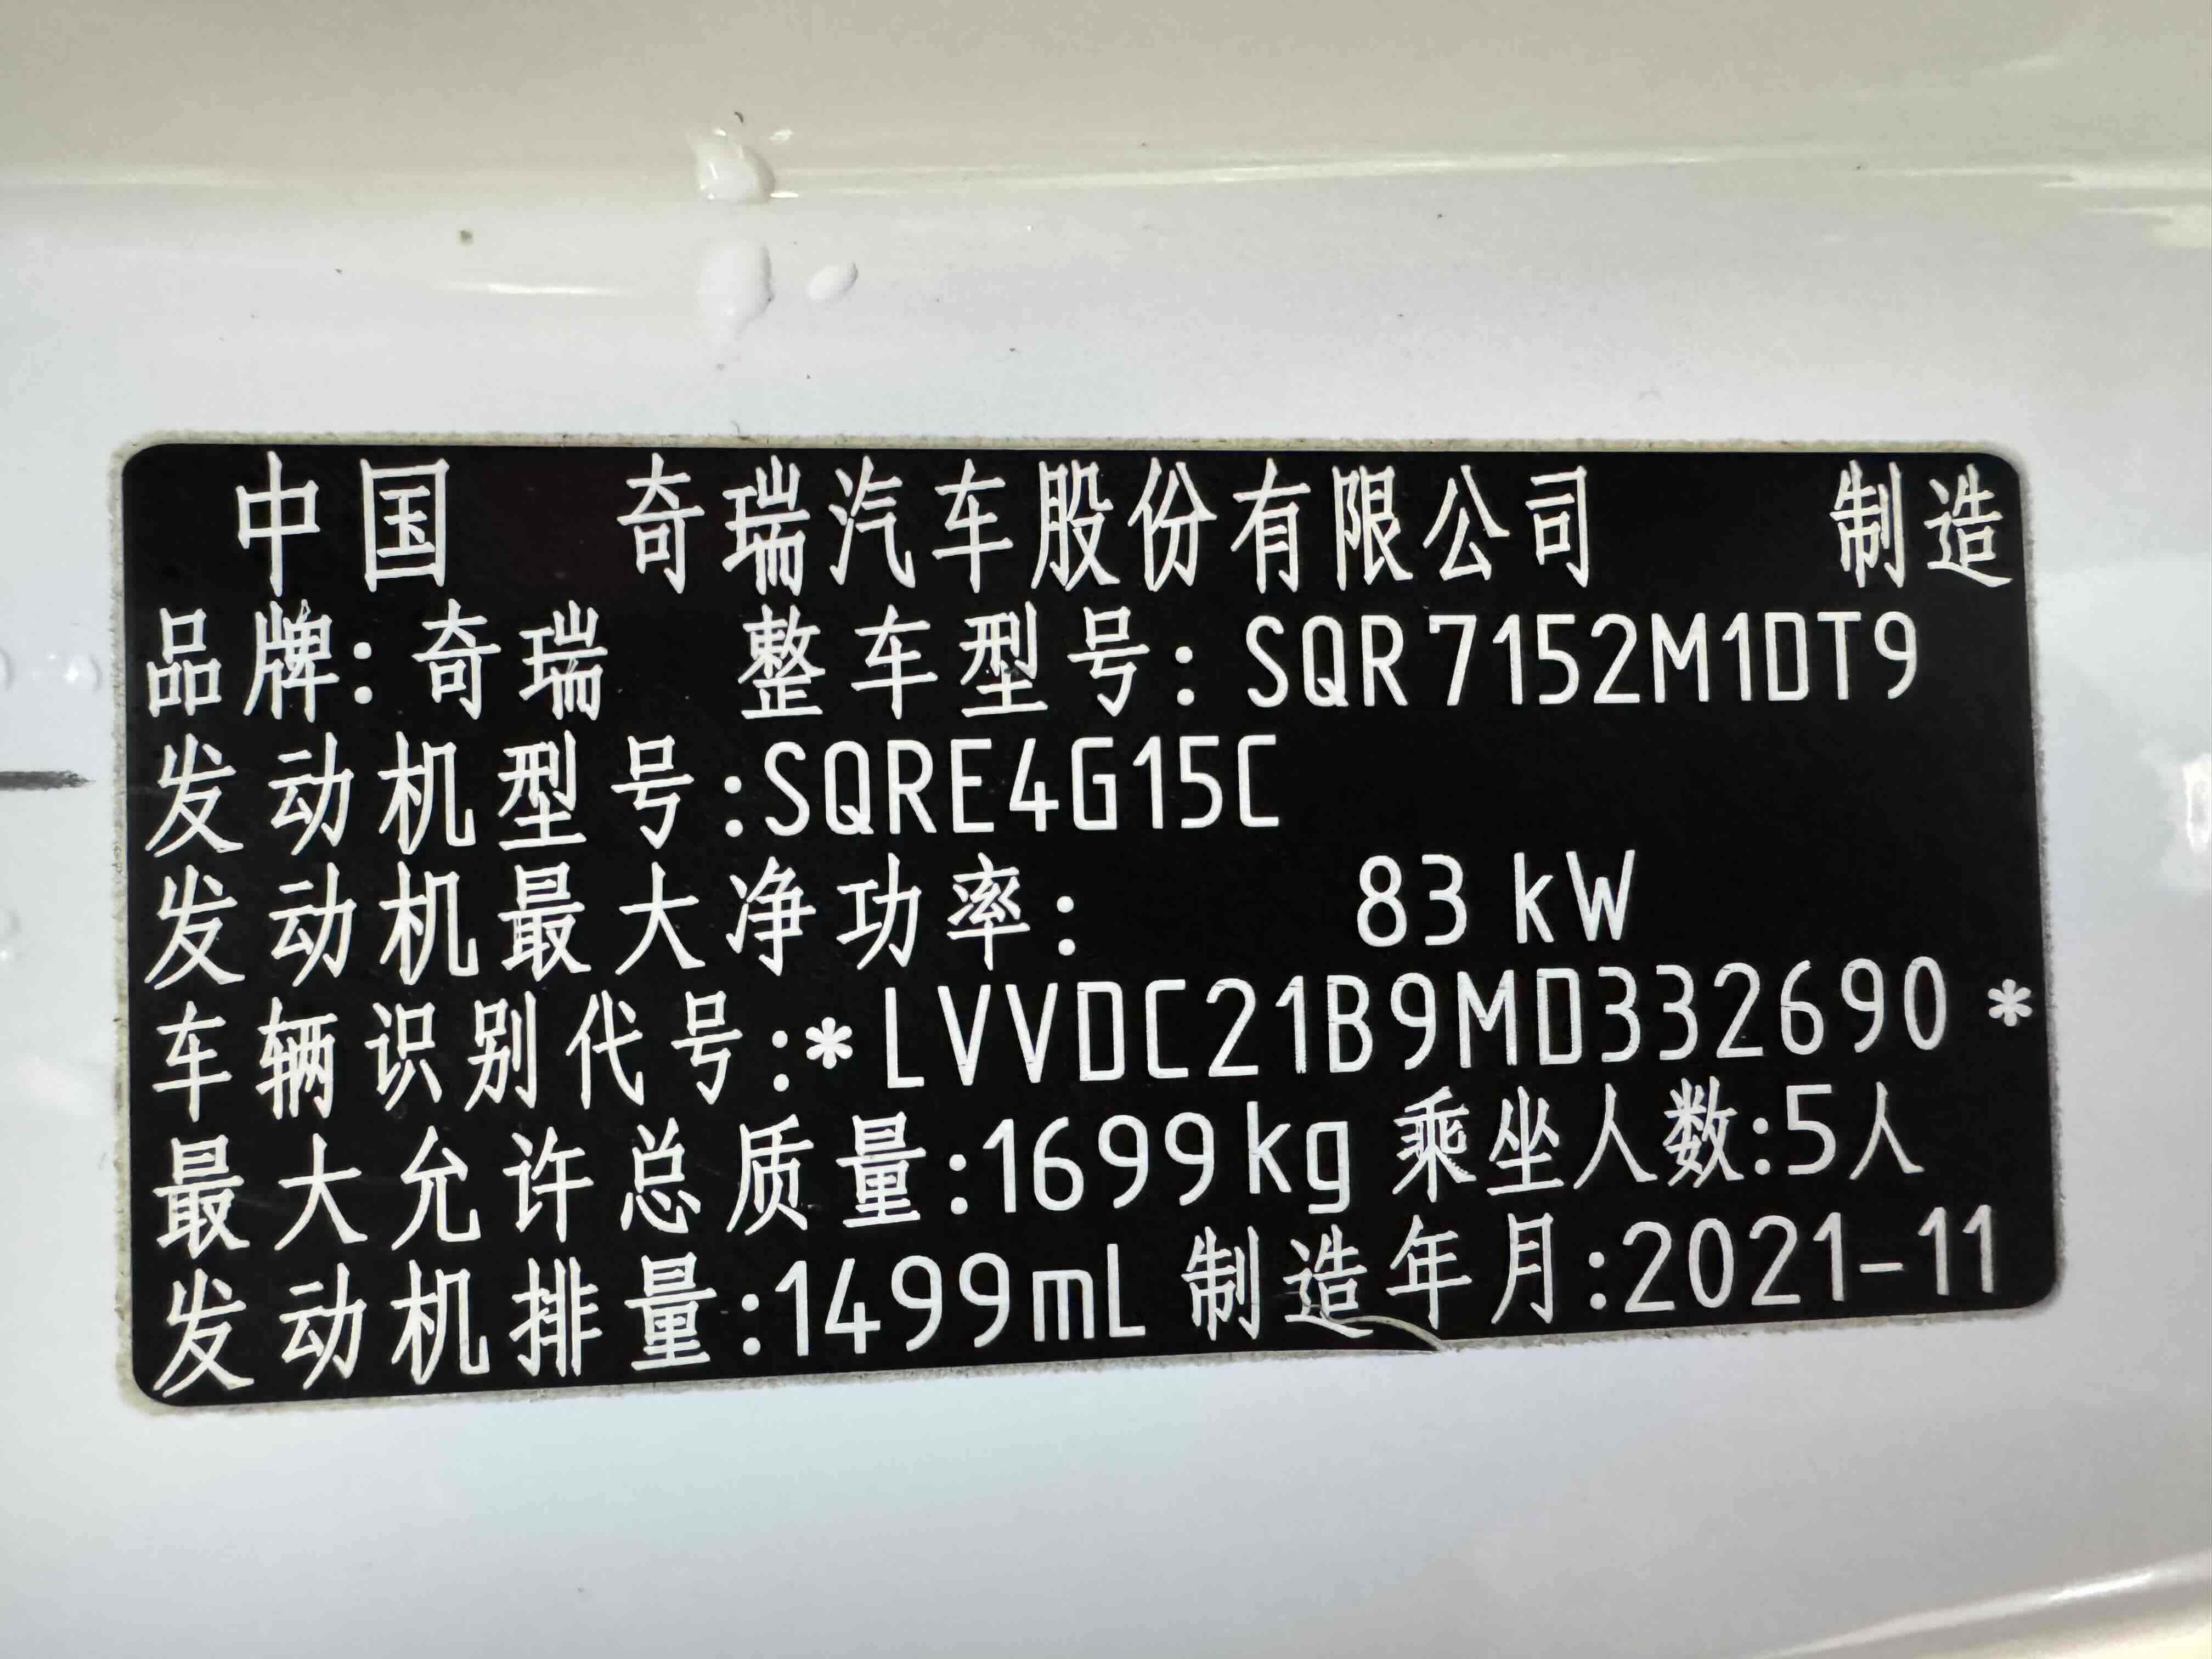 中国 奇瑞汽车股份有限公司 制造
品牌:奇瑞 整车型号:SQR7152M1DT9
发动机型号:SQRE4G15C
发动机最大净功率: 83 kW
车辆识别代号:*LVVDC21B9MD332690*
最大允许总质量:1699kg 乘坐人数:5人
发动机排量:1499mL 制造年月:2021-11